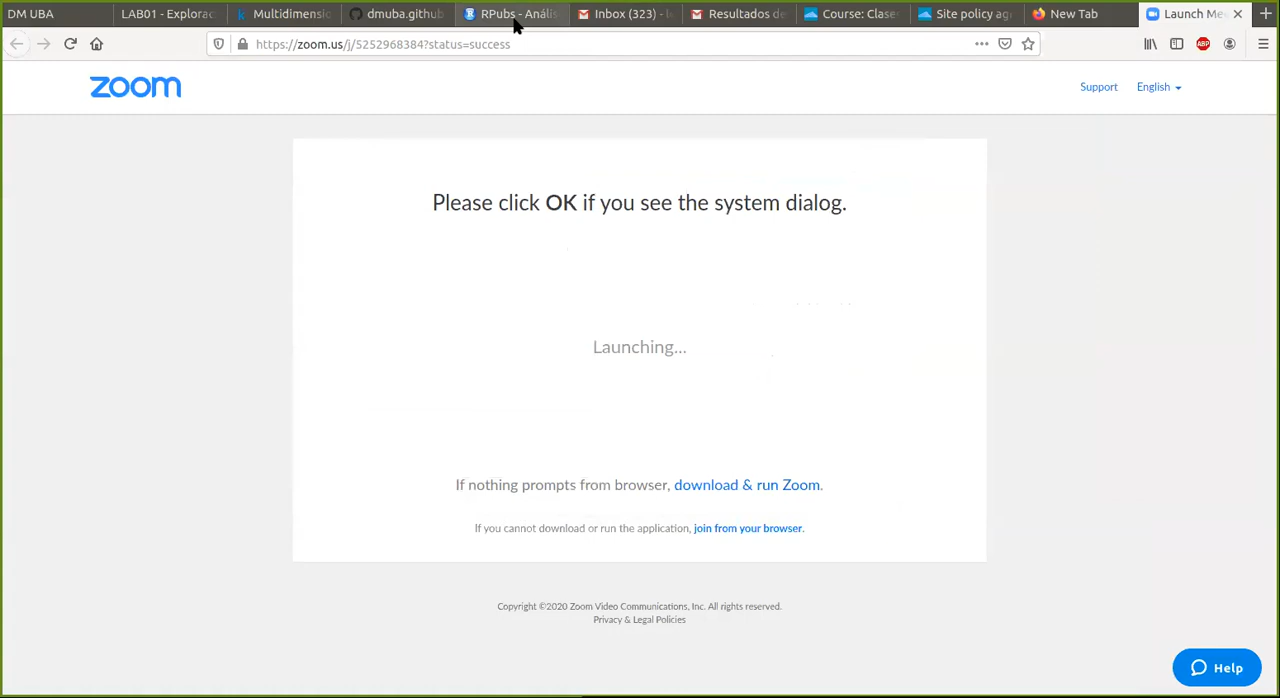 DM UBA
LAB01 - Explorac
Multidimensio
dmuba.github
RPubs - Anális
Inbox (323) - l
Resultados de
Course: Clase
Site policy ag
New Tab
Launch Me
https://zoom.us/j/5252968384?status=success
ABP
zoom
Support
English
Please click OK if you see the system dialog.
Launching...
If nothing prompts from browser, download & run Zoom.
If you cannot download or run the application, join from your browser.
Copyright ©2020 Zoom Video Communications, Inc. All rights reserved.
Privacy & Legal Policies
Help